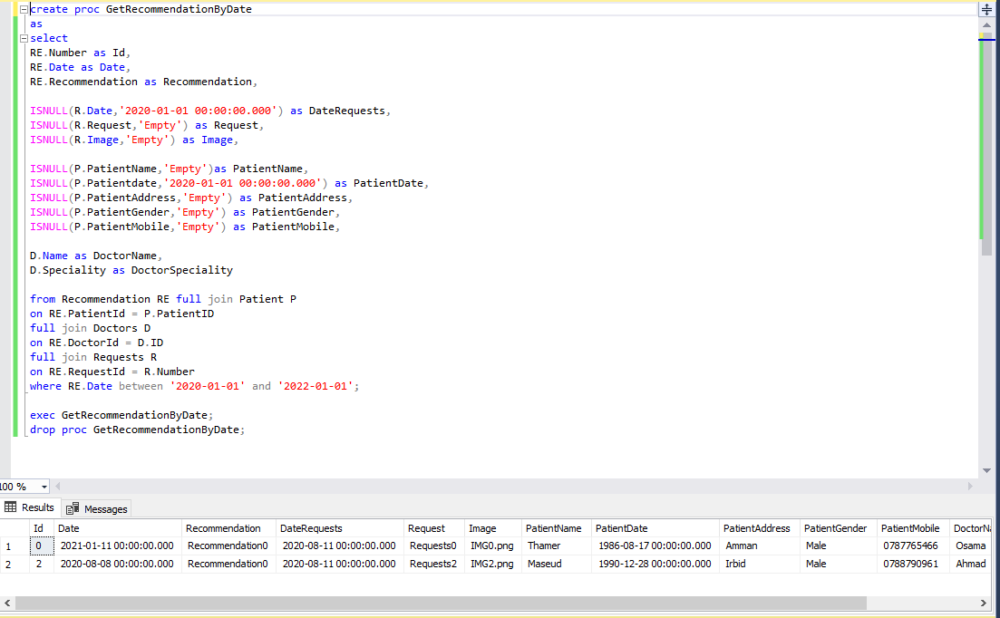 create proc GetRecommendationByDate
as
select
RE.Number as Id,
RE.Date as Date,
RE.Recommendation as Recommendation,
ISNULL(R.Date,'2020-01-01 00:00:00.000') as DateRequests,
ISNULL(R.Request,'Empty') as Request,
ISNULL(R.Image,'Empty') as Image,
ISNULL(P.PatientName,'Empty')as PatientName,
ISNULL(P.Patientdate,'2020-01-01 00:00:00.000') as PatientDate,
ISNULL(P.PatientAddress,'Empty') as PatientAddress,
ISNULL(P.PatientGender,'Empty') as PatientGender,
ISNULL(P.PatientMobile,'Empty') as PatientMobile,
D.Name as DoctorName,
D.Speciality as DoctorSpeciality
from Recommendation RE full join Patient P
on RE.PatientId = P.PatientID
full join Doctors D
on RE.DoctorId = D.ID
full join Requests R
on RE.RequestId = R.Number
where RE.Date between '2020-01-01' and '2022-01-01';
exec GetRecommendationByDate;
drop proc GetRecommendationByDate;
100 %
Results Messages
Id Date Recommendation DateRequests Request Image PatientName PatientDate PatientAddress PatientGender PatientMobile DoctorNa
1 0 2021-01-11 00:00:00.000 Recommendation0 2020-08-11 00:00:00.000 Requests0 IMG0.png Thamer 1986-08-17 00:00:00.000 Amman Male 0787765466 Osama
2 2 2020-08-08 00:00:00.000 Recommendation0 2020-08-11 00:00:00.000 Requests2 IMG2.png Maseud 1990-12-28 00:00:00.000 Irbid Male 0788790961 Ahmad